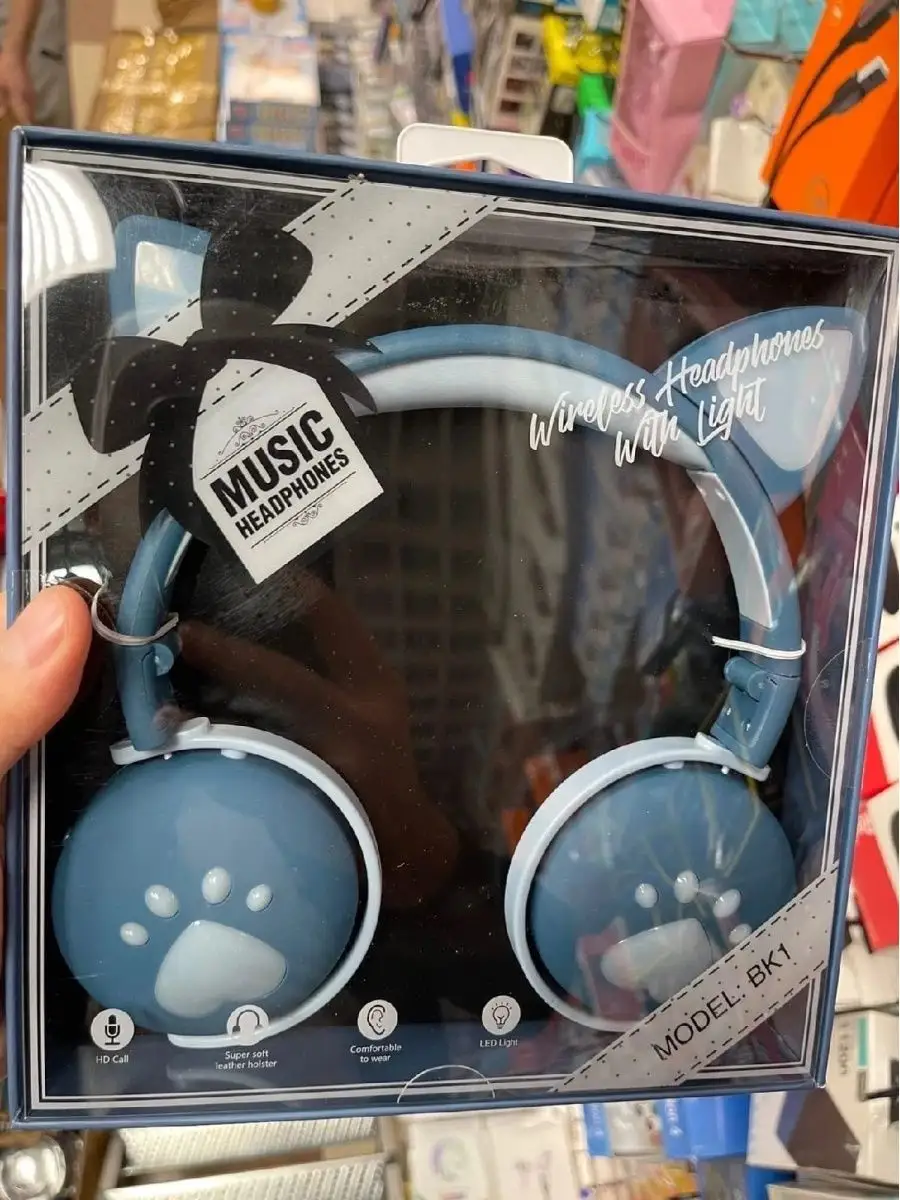 Wireless Headphones
With Light
MUSIC
HEADPHONES
MODEL: BK1
HD Call
Super soft
leather holster
Comfortable
to wear
LED Light